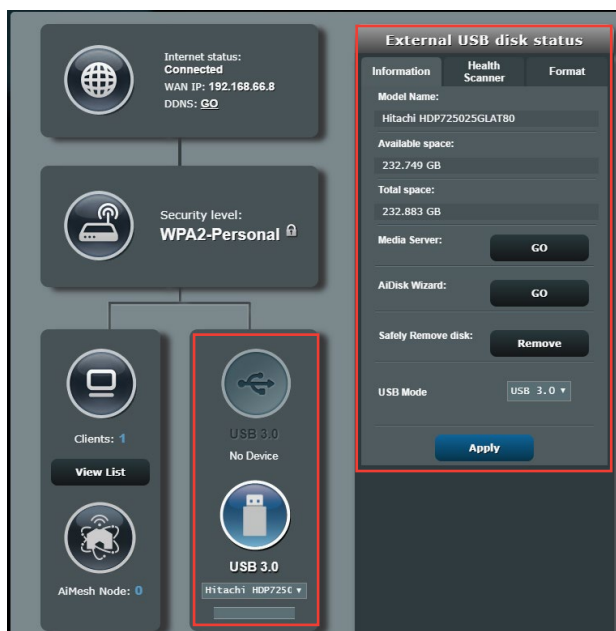 Internet status:
Connected
WAN IP: 192.168.66.8
DDNS: GO
Security level:
WPA2-Personal
Clients: 1
View List
AiMesh Node: 0
USB 3.0
No Device
USB 3.0
Hitachi HDP7250
External USB disk status
Information
Health
Scanner
Format
Model Name:
Hitachi HDP725025GLAT80
Available space:
232.749 GB
Total space:
232.883 GB
Media Server:
GO
AiDisk Wizard:
GO
Safely Remove disk:
Remove
USB Mode
USB 3.0
Apply